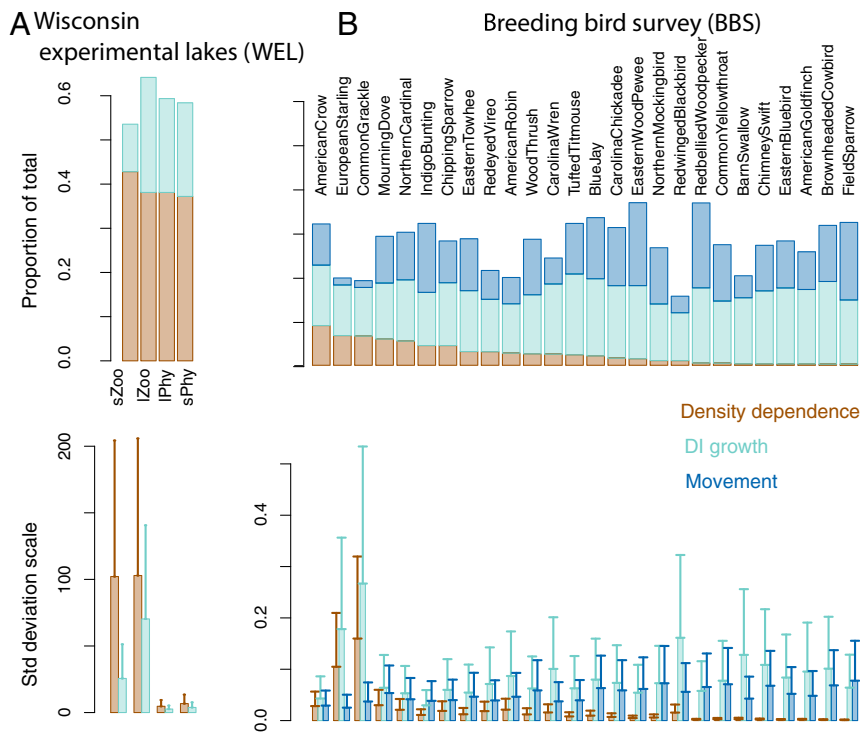 A Wisconsin
experimental lakes (WEL)
B Breeding bird survey (BBS)
Proportion of total
0.6
0.4
0.2
0.0
sZoo
lZoo
lPhy
sPhy
AmericanCrow
EuropeanStarling
CommonGrackle
MourningDove
NorthernCardinal
IndigoBunting
ChippingSparrow
EasternTowhee
RedeyedVireo
AmericanRobin
WoodThrush
CarolinaWren
TuftedTitmouse
BlueJay
CarolinaChickadee
EasternWoodPewee
NorthernMockingbird
RedwingedBlackbird
RedbelliedWoodpecker
CommonYellowthroat
BarnSwallow
ChimneySwift
EasternBluebird
AmericanGoldfinch
BrownheadedCowbird
FieldSparrow
Density dependence
DI growth
Movement
Std deviation scale
200
100
0
0.4
0.2
0.0